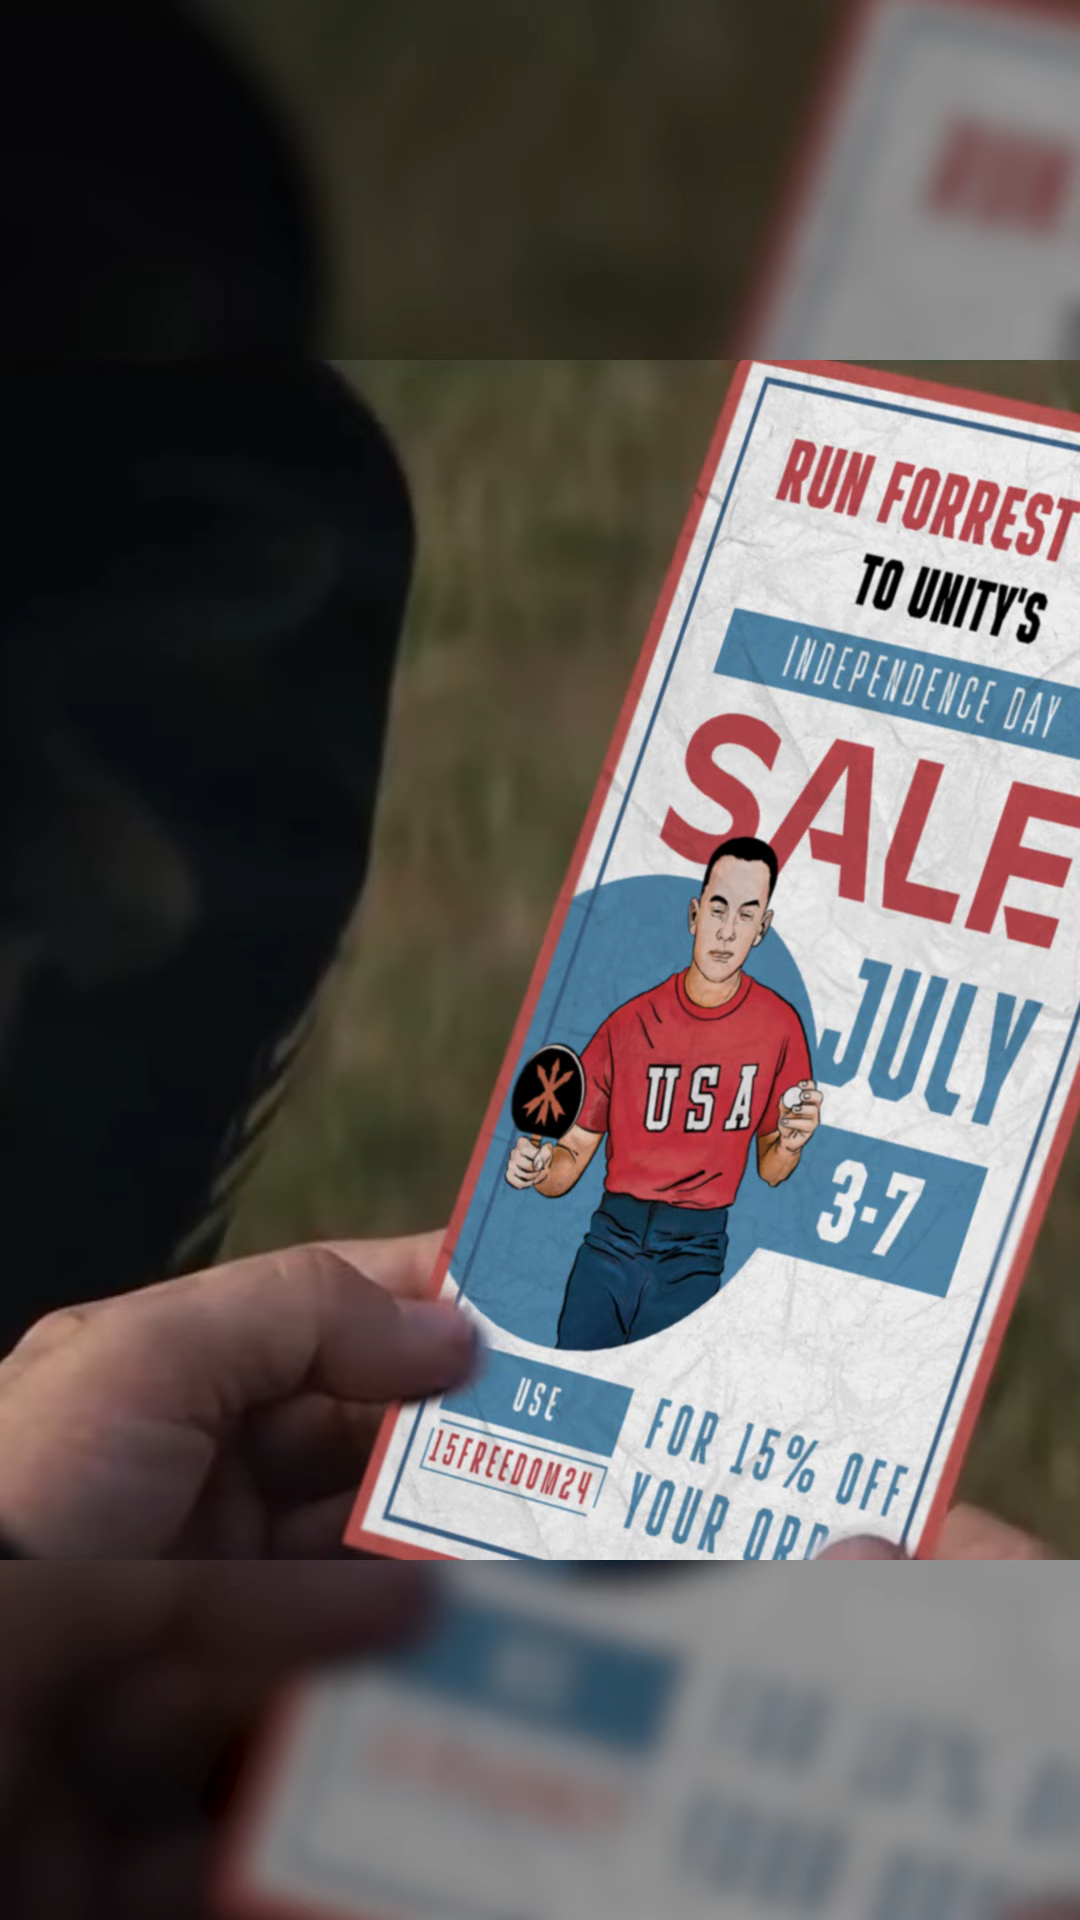 RUN FORREST
TO UNITY'S
INDEPENDENCE DAY
SALE
JULY
3-7
USA
USE
15FREEDOM24
FOR 15% OFF
YOUR